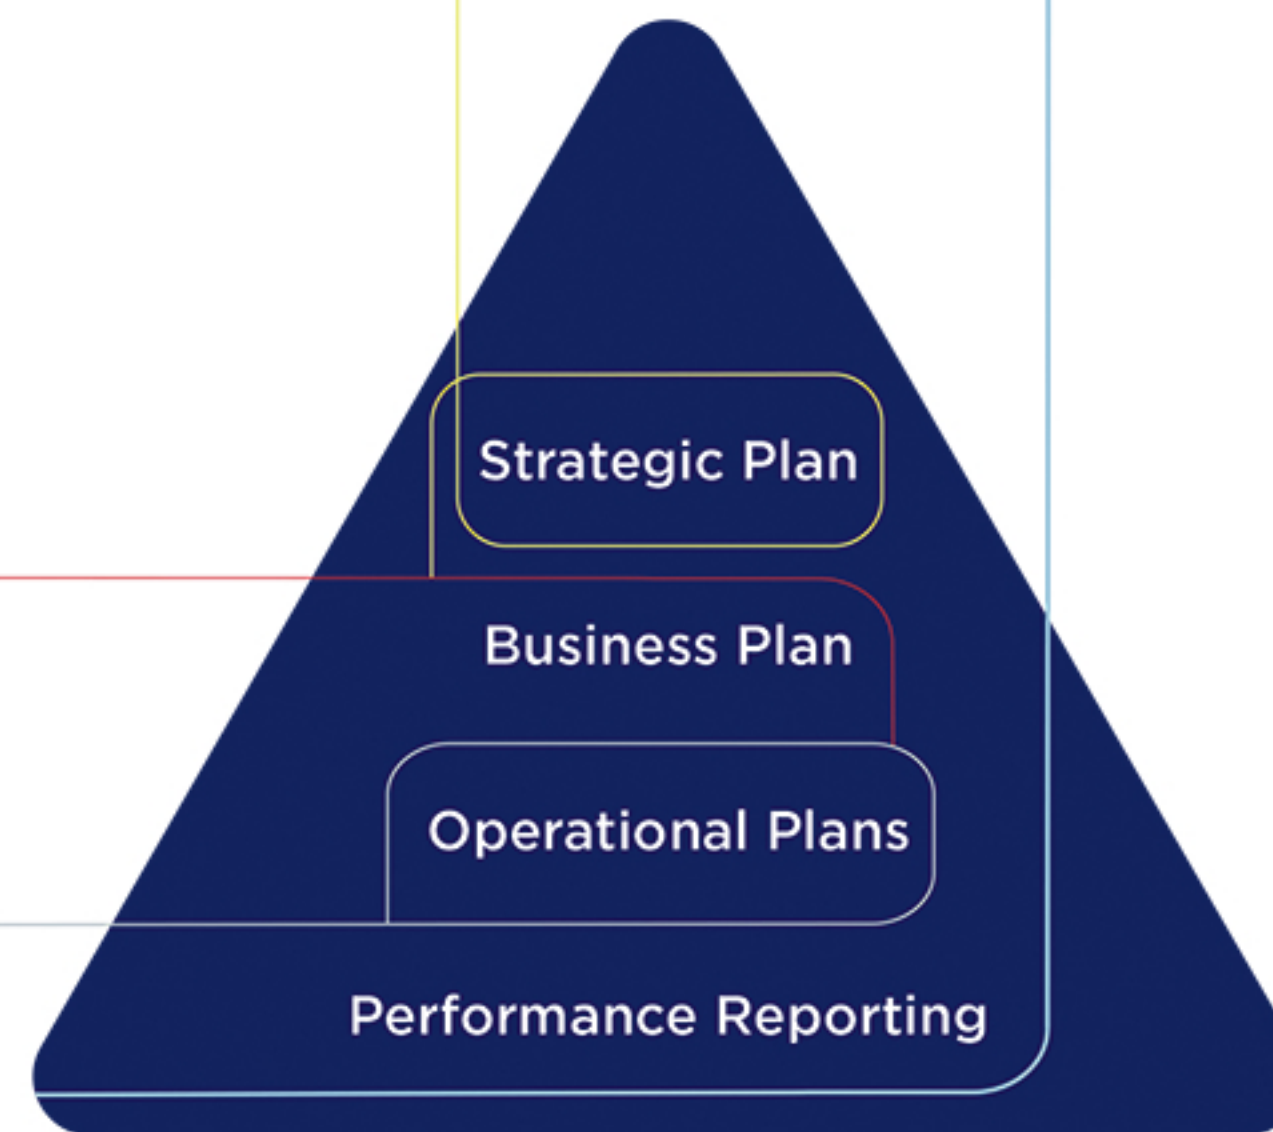 Strategic Plan
Business Plan
Operational Plans
Performance Reporting